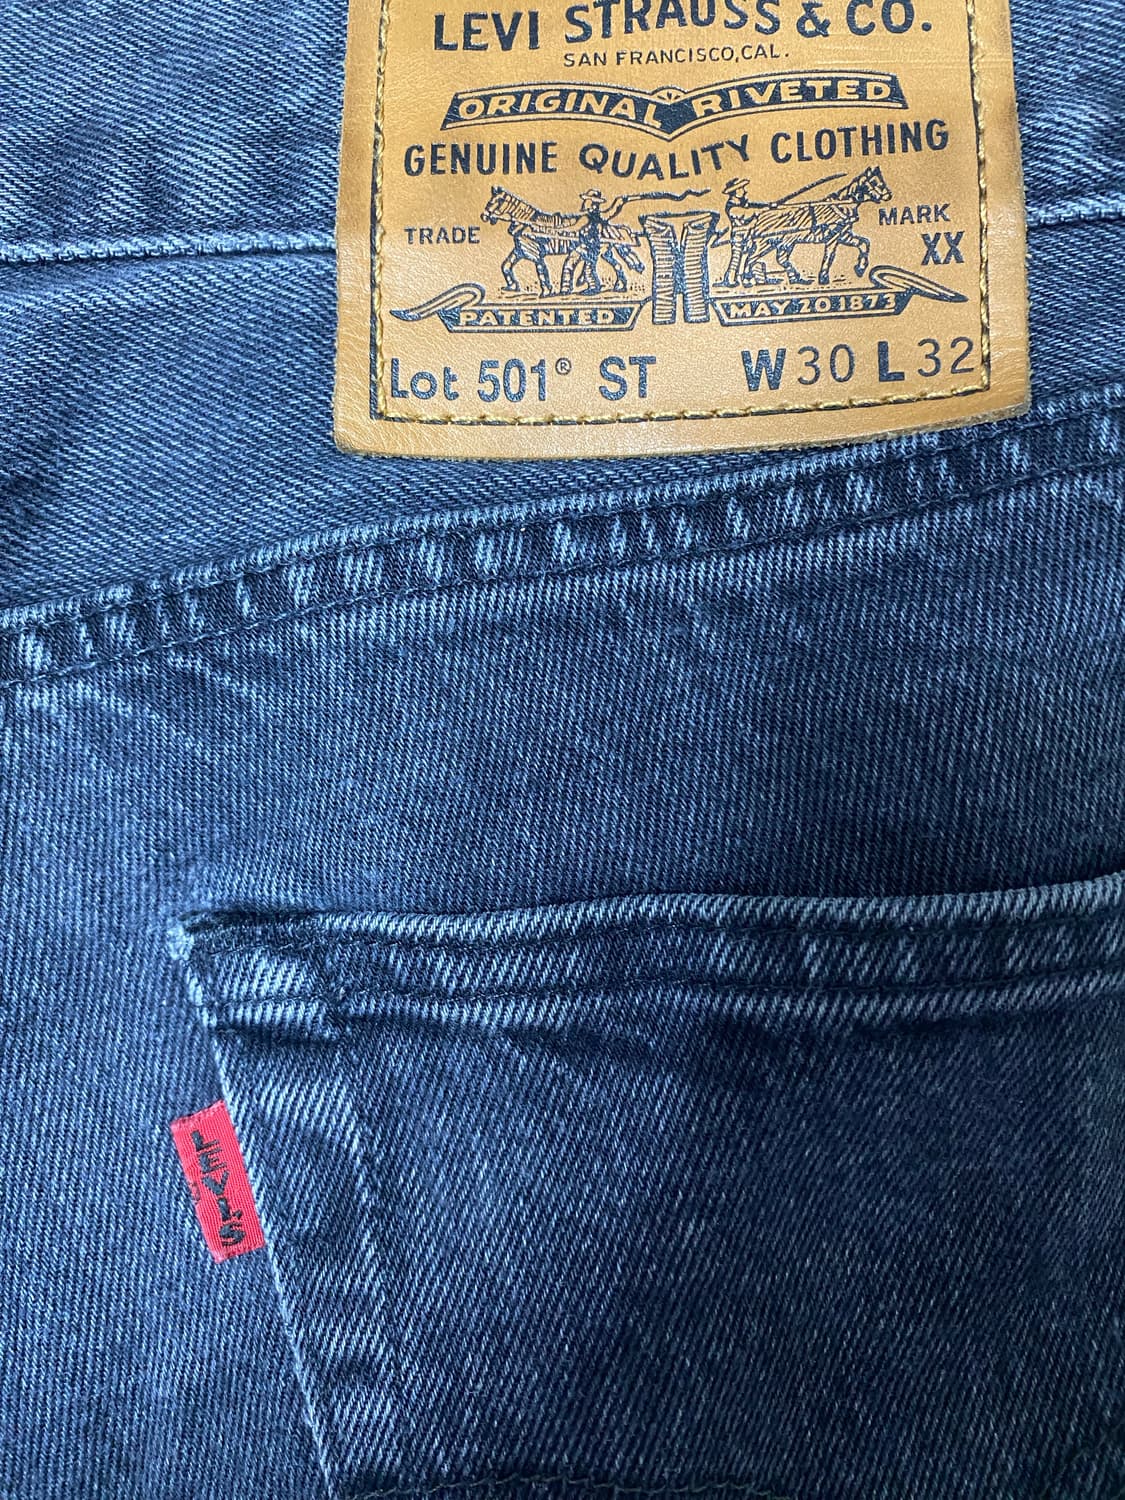 LEVI STRAUSS & CO.
SAN FRANCISCO, CAL.
ORIGINAL RIVETED
GENUINE QUALITY CLOTHING
TRADE MARK
XX
PATENTED MAY 20 1873
Lot 501® ST W30 L32
LEVI'S